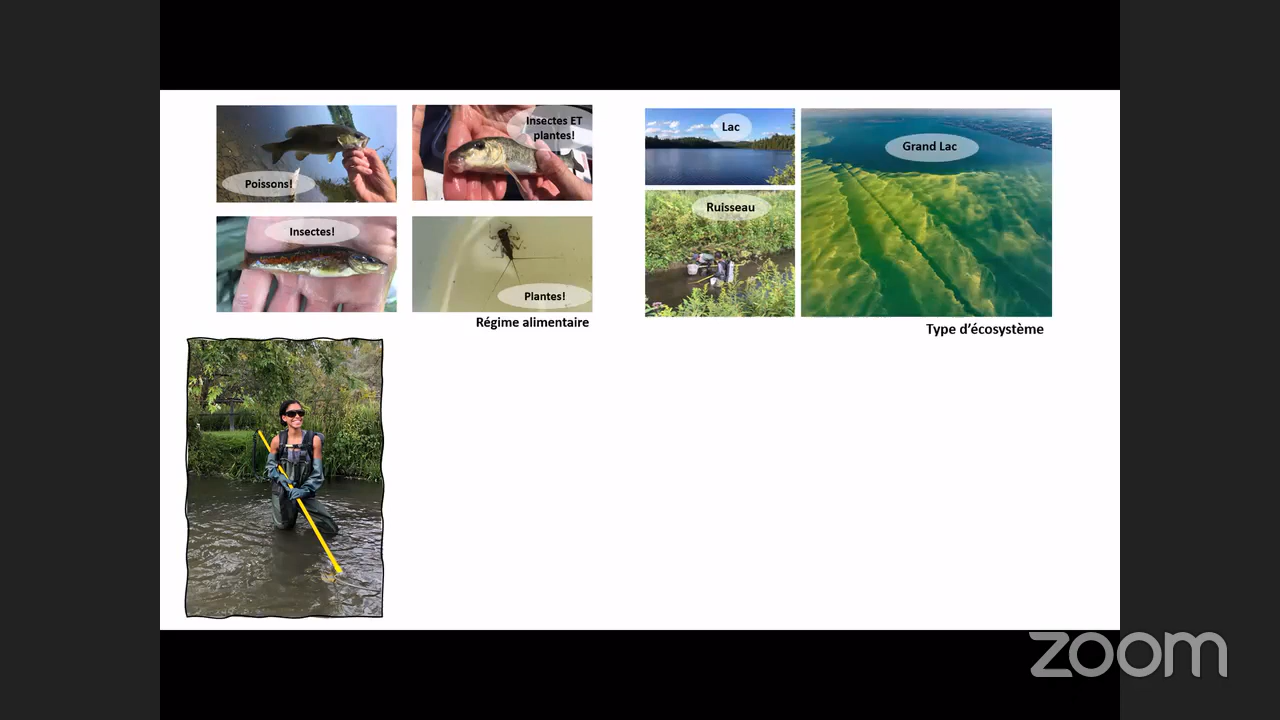 Poissons!
Insectes ET
plantes!
Insectes!
Plantes!
Régime alimentaire
Lac
Grand Lac
Ruisseau
Type d'écosystème
zoom